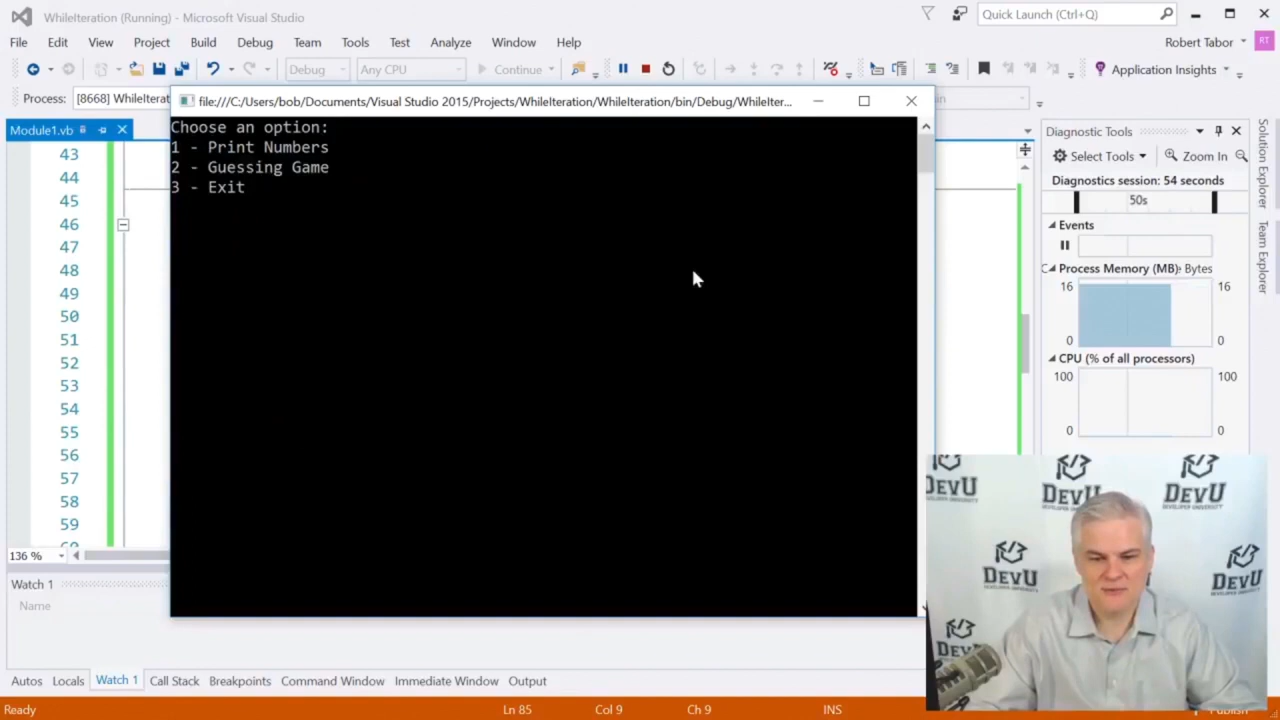 WhileIteration (Running) - Microsoft Visual Studio
Quick Launch (Ctrl+Q)
File Edit View Project Build Debug Team Tools Test Analyze Window Help
Robert Tabor RT
Debug Any CPU Continue Application Insights
Process: [8668] WhileIterat
file:///C:/Users/bob/Documents/Visual Studio 2015/Projects/WhileIteration/WhileIteration/bin/Debug/WhileIter...
Module1.vb
Choose an option:
1 - Print Numbers
2 - Guessing Game
3 - Exit
43
44
45
46
47
48
49
50
51
52
53
54
55
56
57
58
59
136 %
Diagnostic Tools
Select Tools Zoom In
Diagnostics session: 54 seconds
50s
Events
Process Memory (MB) Bytes
16 16
0 0
CPU (% of all processors)
100 100
0 0
Solution Explorer
Team Explorer
DevU DevU
DEVELOPER UNIVERSITY
DevU DevU
Watch 1
Name
Autos Locals Watch 1 Call Stack Breakpoints Command Window Immediate Window Output
Ready Ln 85 Col 9 Ch 9 INS Publish